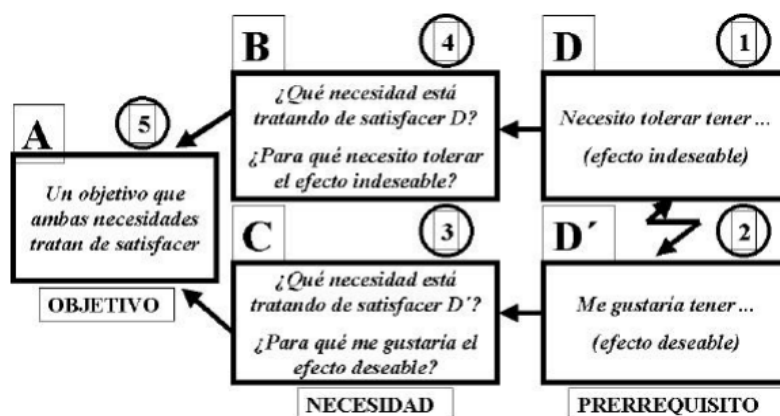 B
4
D
1
¿Qué necesidad está
tratando de satisfacer D?
¿Para qué necesito tolerar
el efecto indeseable?
Necesito tolerar tener ...
(efecto indeseable)
A
5
Un objetivo que
ambas necesidades
tratan de satisfacer
OBJETIVO
C
3
D´
2
¿Qué necesidad está
tratando de satisfacer D´?
¿Para qué me gustaría el
efecto deseable?
Me gustaría tener ...
(efecto deseable)
NECESIDAD
PRERREQUISITO